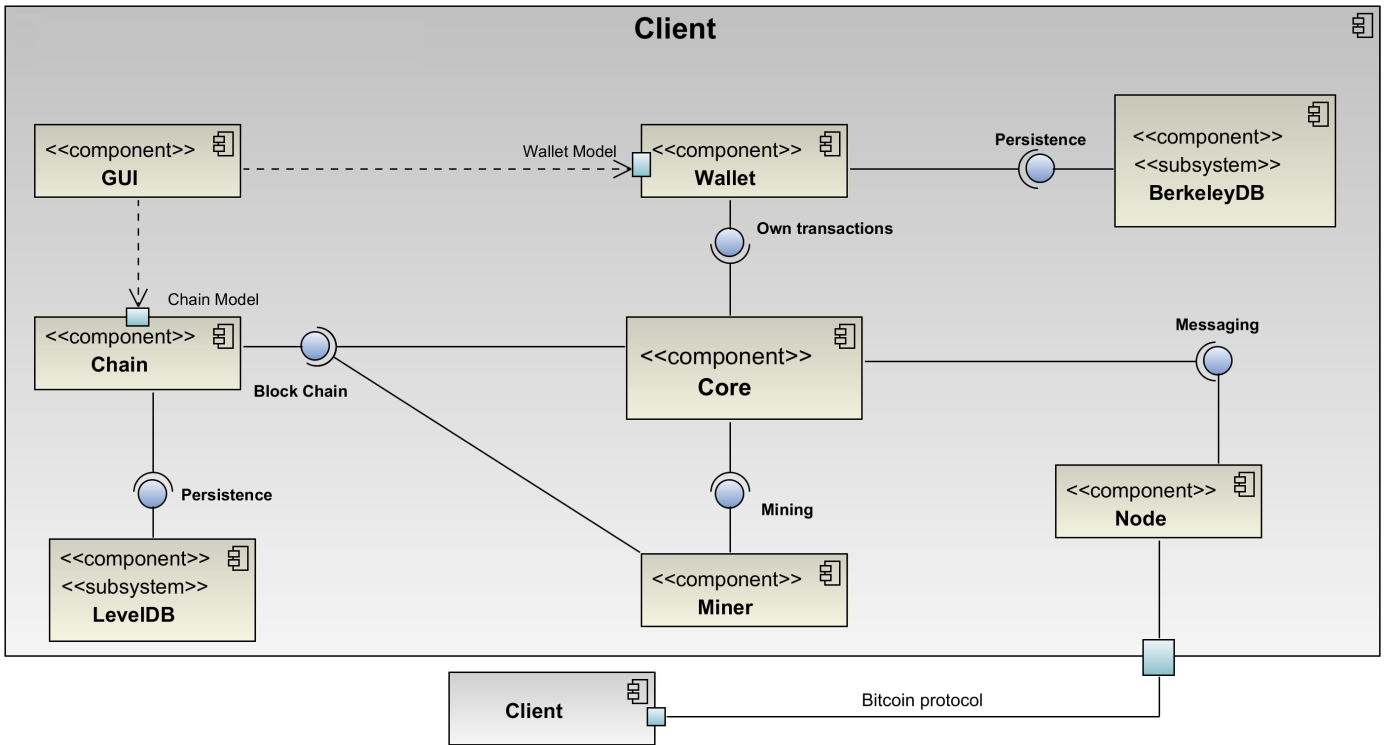 Client
<<component>>
GUI
Wallet Model
<<component>>
Wallet
Persistence
<<component>>
<<subsystem>>
BerkeleyDB
Own transactions
Chain Model
<<component>>
Chain
Block Chain
<<component>>
Core
Messaging
Persistence
Mining
<<component>>
Node
<<component>>
<<subsystem>>
LevelDB
<<component>>
Miner
Client
Bitcoin protocol